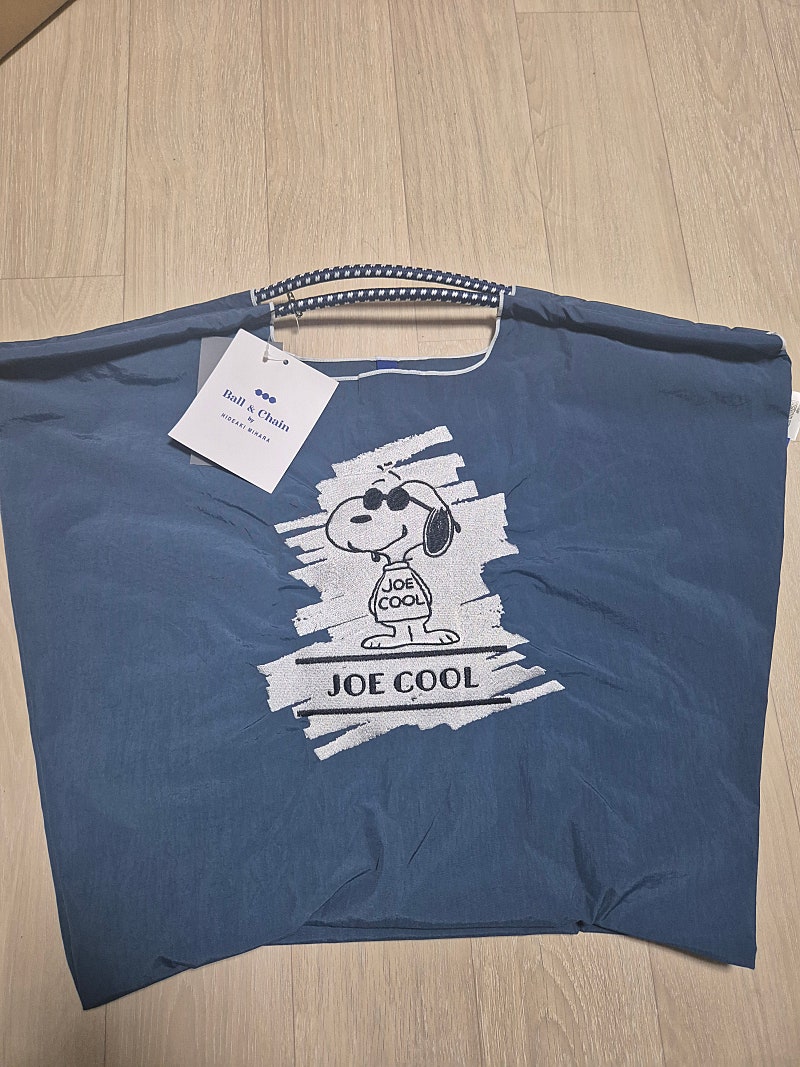 Ball & Chain
by
HIDEAKI MIHARA
JOE
COOL
JOE COOL